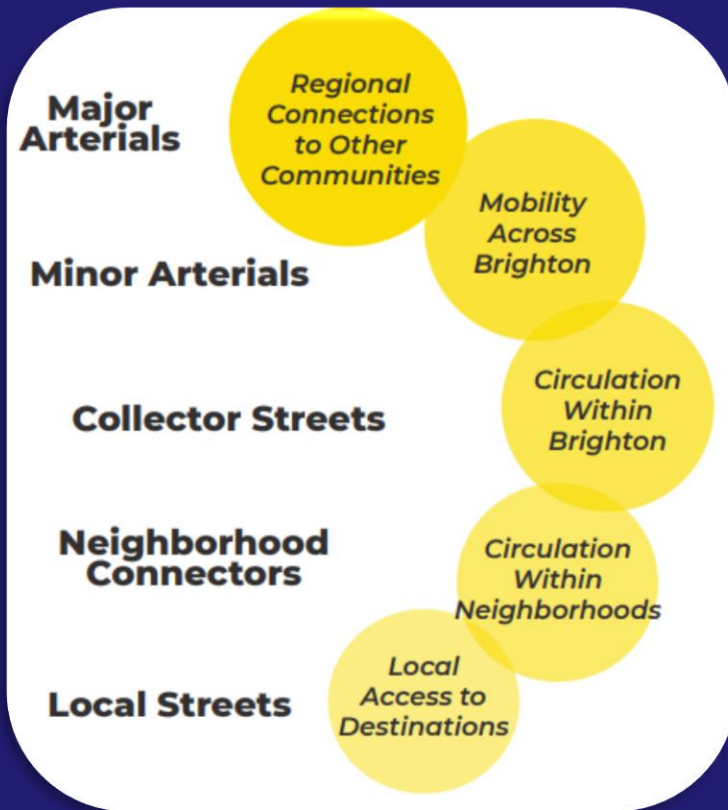 Major
Arterials
Regional
Connections
to Other
Communities
Minor Arterials
Mobility
Across
Brighton
Collector Streets
Circulation
Within
Brighton
Neighborhood
Connectors
Circulation
Within
Neighborhoods
Local Streets
Local
Access to
Destinations